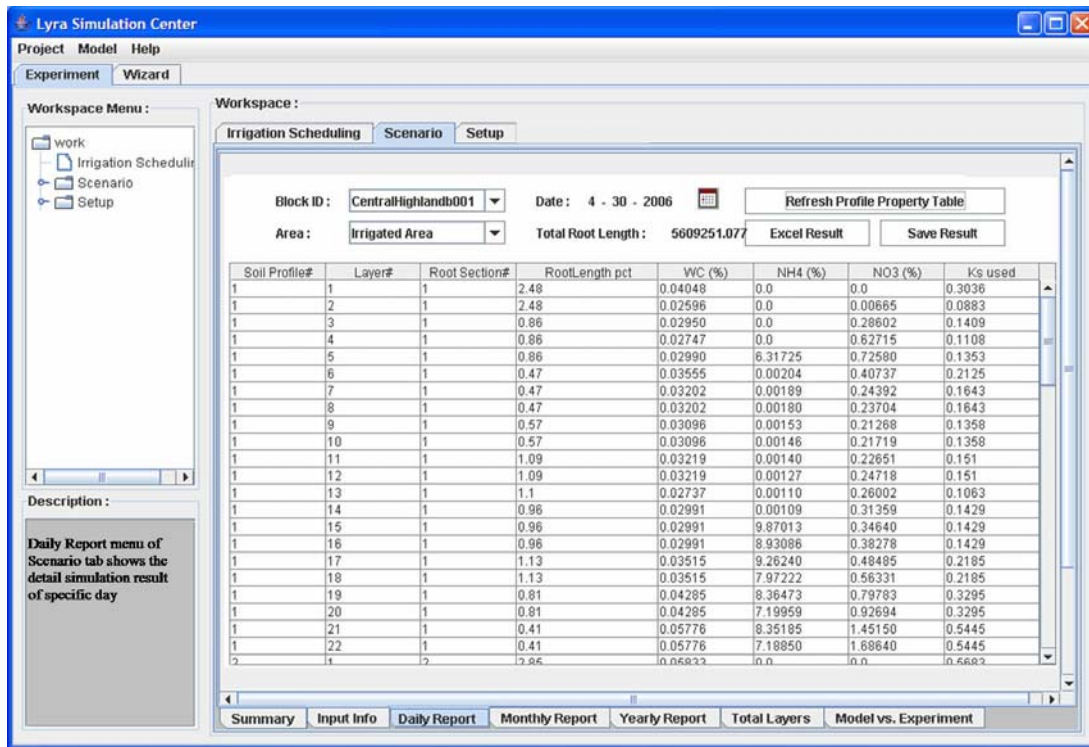 Lyra Simulation Center
Project Model Help
Experiment Wizard
Workspace Menu :
work
Irrigation Schedulin
Scenario
Setup
Description :
Daily Report menu of
Scenario tab shows the
detail simulation result
of specific day
Workspace :
Irrigation Scheduling Scenario Setup
Block ID : CentralHighlandb001 Date : 4 - 30 - 2006 Refresh Profile Property Table
Area : Irrigated Area Total Root Length : 5609251.077 Excel Result Save Result
Soil Profile# Layer# Root Section# RootLength pct WC (%) NH4 (%) NO3 (%) Ks used
1 1 1 2.48 0.04048 0.0 0.0 0.3036
1 2 1 2.48 0.02596 0.0 0.00665 0.0883
1 3 1 0.86 0.02950 0.0 0.28602 0.1409
1 4 1 0.86 0.02747 0.0 0.62715 0.1108
1 5 1 0.86 0.02990 6.31725 0.72580 0.1353
1 6 1 0.47 0.03555 0.00204 0.40737 0.2125
1 7 1 0.47 0.03202 0.00189 0.24392 0.1643
1 8 1 0.47 0.03202 0.00180 0.23704 0.1643
1 9 1 0.57 0.03096 0.00153 0.21268 0.1358
1 10 1 0.57 0.03096 0.00146 0.21719 0.1358
1 11 1 1.09 0.03219 0.00140 0.22651 0.151
1 12 1 1.09 0.03219 0.00127 0.24718 0.151
1 13 1 1.1 0.02737 0.00110 0.26002 0.1063
1 14 1 0.96 0.02991 0.00109 0.31359 0.1429
1 15 1 0.96 0.02991 9.87013 0.34640 0.1429
1 16 1 0.96 0.02991 8.93086 0.38278 0.1429
1 17 1 1.13 0.03515 9.26240 0.48485 0.2185
1 18 1 1.13 0.03515 7.97222 0.56331 0.2185
1 19 1 0.81 0.04285 8.36473 0.79783 0.3295
1 20 1 0.81 0.04285 7.19959 0.92694 0.3295
1 21 1 0.41 0.05776 8.35185 1.45150 0.5445
1 22 1 0.41 0.05776 7.18850 1.68640 0.5445
2 1 2 2.85 0.05833 0.0 0.0 0.5683
Summary Input Info Daily Report Monthly Report Yearly Report Total Layers Model vs. Experiment